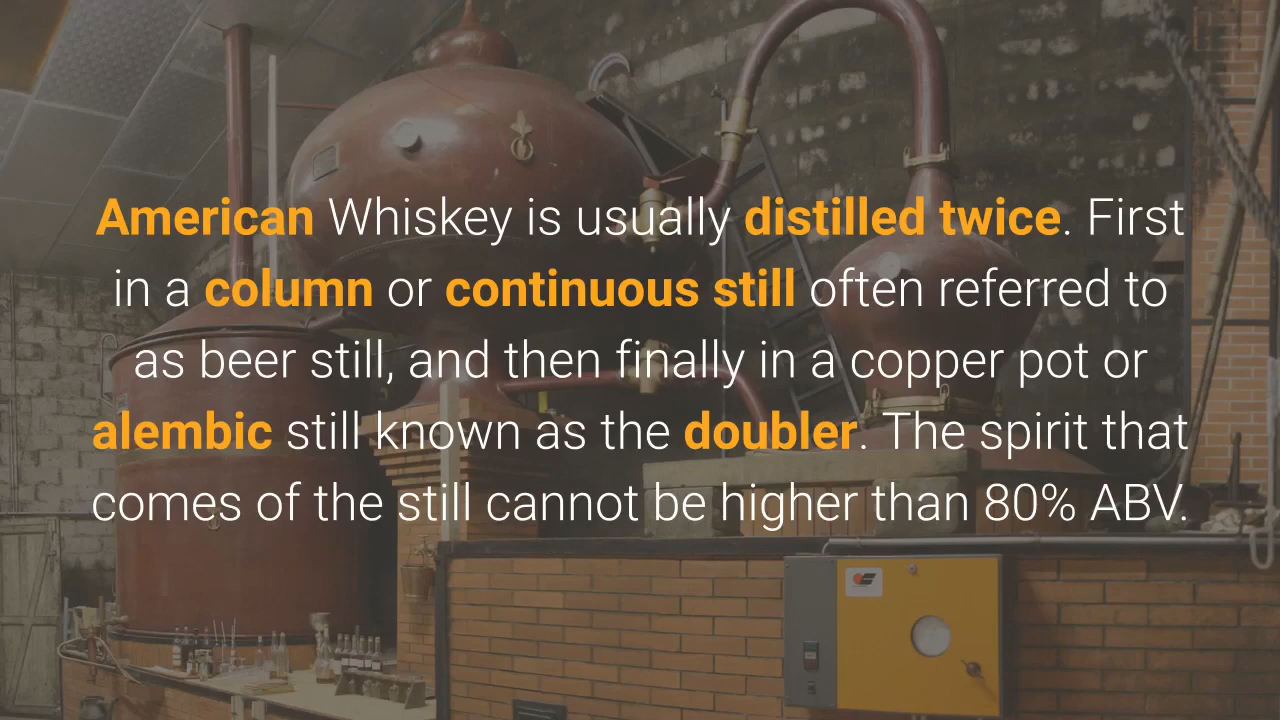 American Whiskey is usually distilled twice. First
in a column or continuous still often referred to
as beer still, and then finally in a copper pot or
alembic still known as the doubler. The spirit that
comes of the still cannot be higher than 80% ABV.